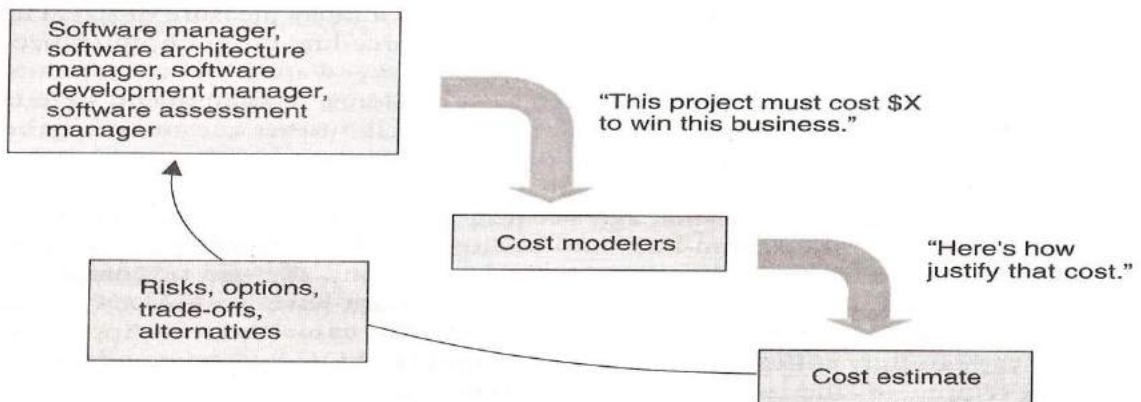 Software manager,
software architecture
manager, software
development manager,
software assessment
manager
“This project must cost $X
to win this business.”
Cost modelers
“Here's how
justify that cost.”
Risks, options,
trade-offs,
alternatives
Cost estimate